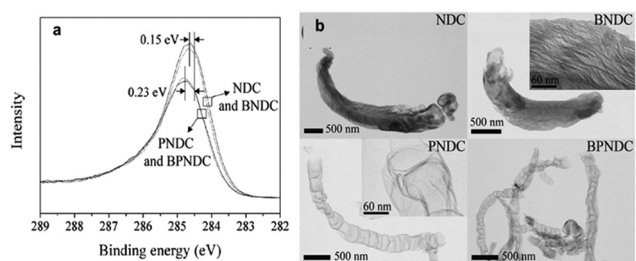 a
0.15 eV
0.23 eV
NDC
and BNDC
PNDC
and BPNDC
Intensity
289 288 287 286 285 284 283 282
Binding energy (eV)
b
NDC
500 nm
BNDC
60 nm
500 nm
PNDC
60 nm
500 nm
BPNDC
500 nm